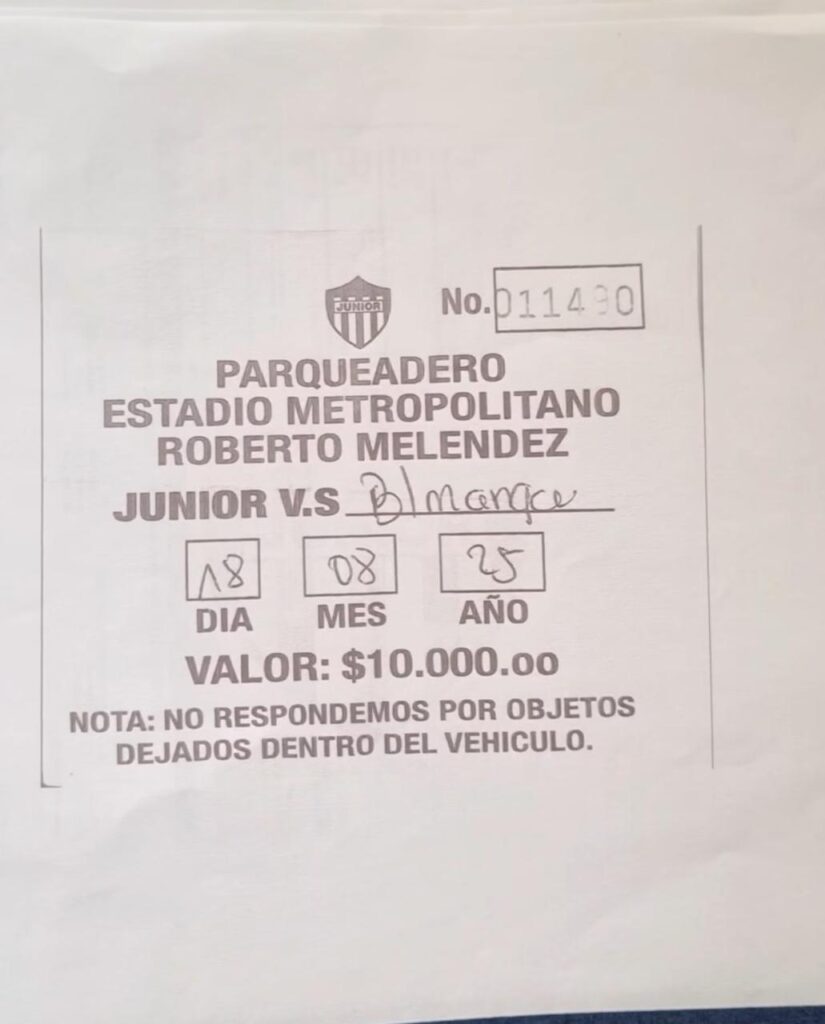 JUNIOR
No. 011490
PARQUEADERO
ESTADIO METROPOLITANO
ROBERTO MELENDEZ
JUNIOR V.S
18 08 25
DIA MES AÑO
VALOR: $10.000.oo
NOTA: NO RESPONDEMOS POR OBJETOS
DEJADOS DENTRO DEL VEHICULO.